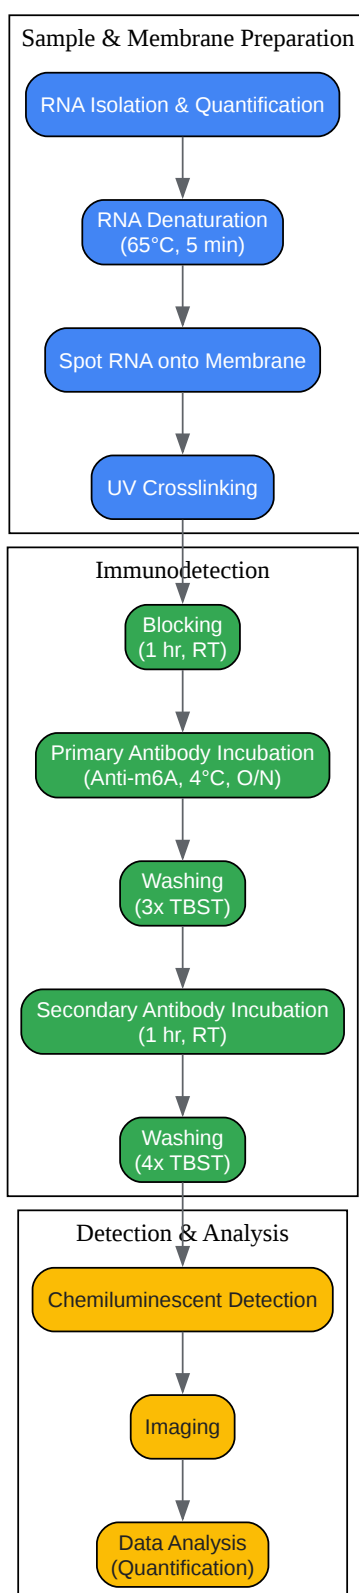 Sample & Membrane Preparation
RNA Isolation & Quantification
RNA Denaturation
(65°C, 5 min)
Spot RNA onto Membrane
UV Crosslinking
Immunodetection
Blocking
(1 hr, RT)
Primary Antibody Incubation
(Anti-m6A, 4°C, O/N)
Washing
(3x TBST)
Secondary Antibody Incubation
(1 hr, RT)
Washing
(4x TBST)
Detection & Analysis
Chemiluminescent Detection
Imaging
Data Analysis
(Quantification)